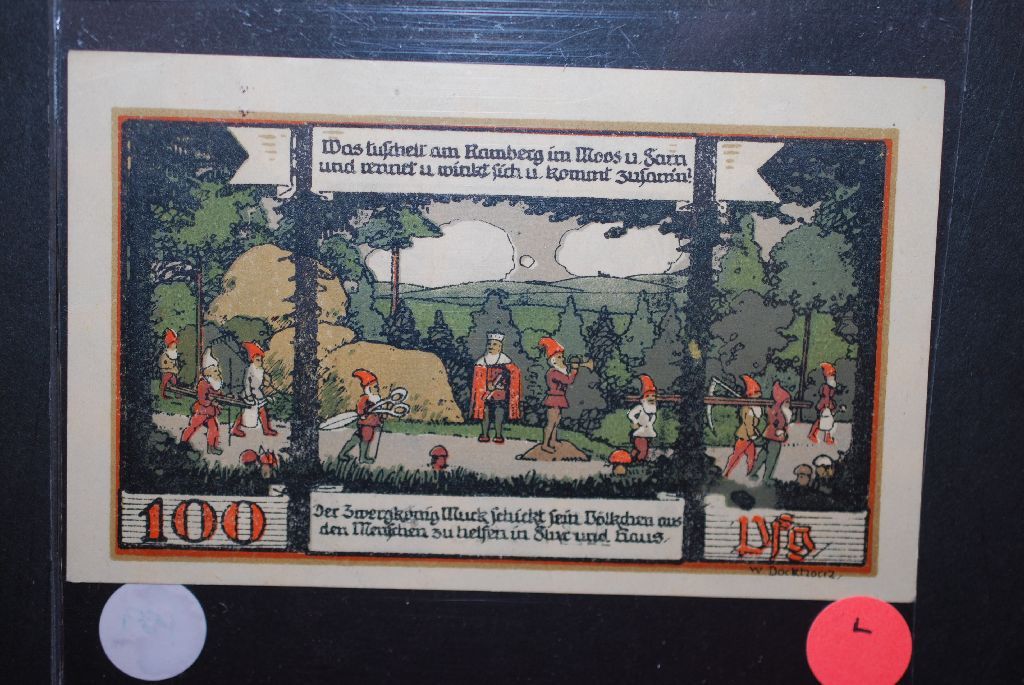 Was tuschelt am Ramberg im Moos u. Farn
und rennet u. winkt sich u. kommt zusamm!
100
Der Zwergkönig Muck schickt sein Völkchen aus
den Menschen zu helfen in Flur und Haus.
Pfg
W. Dockhorn
L